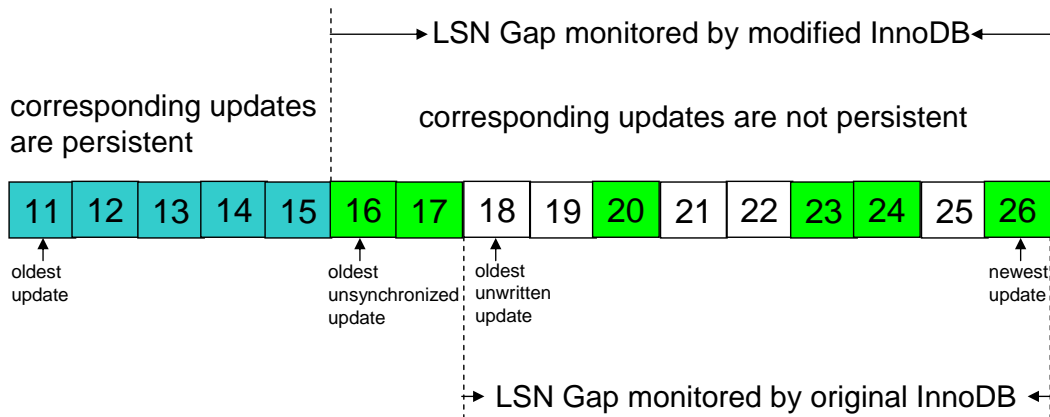 LSN Gap monitored by modified InnoDB
corresponding updates
are persistent
corresponding updates are not persistent
11 12 13 14 15 16 17 18 19 20 21 22 23 24 25 26
oldest
update
oldest
unsynchronized
update
oldest
unwritten
update
newest
update
LSN Gap monitored by original InnoDB